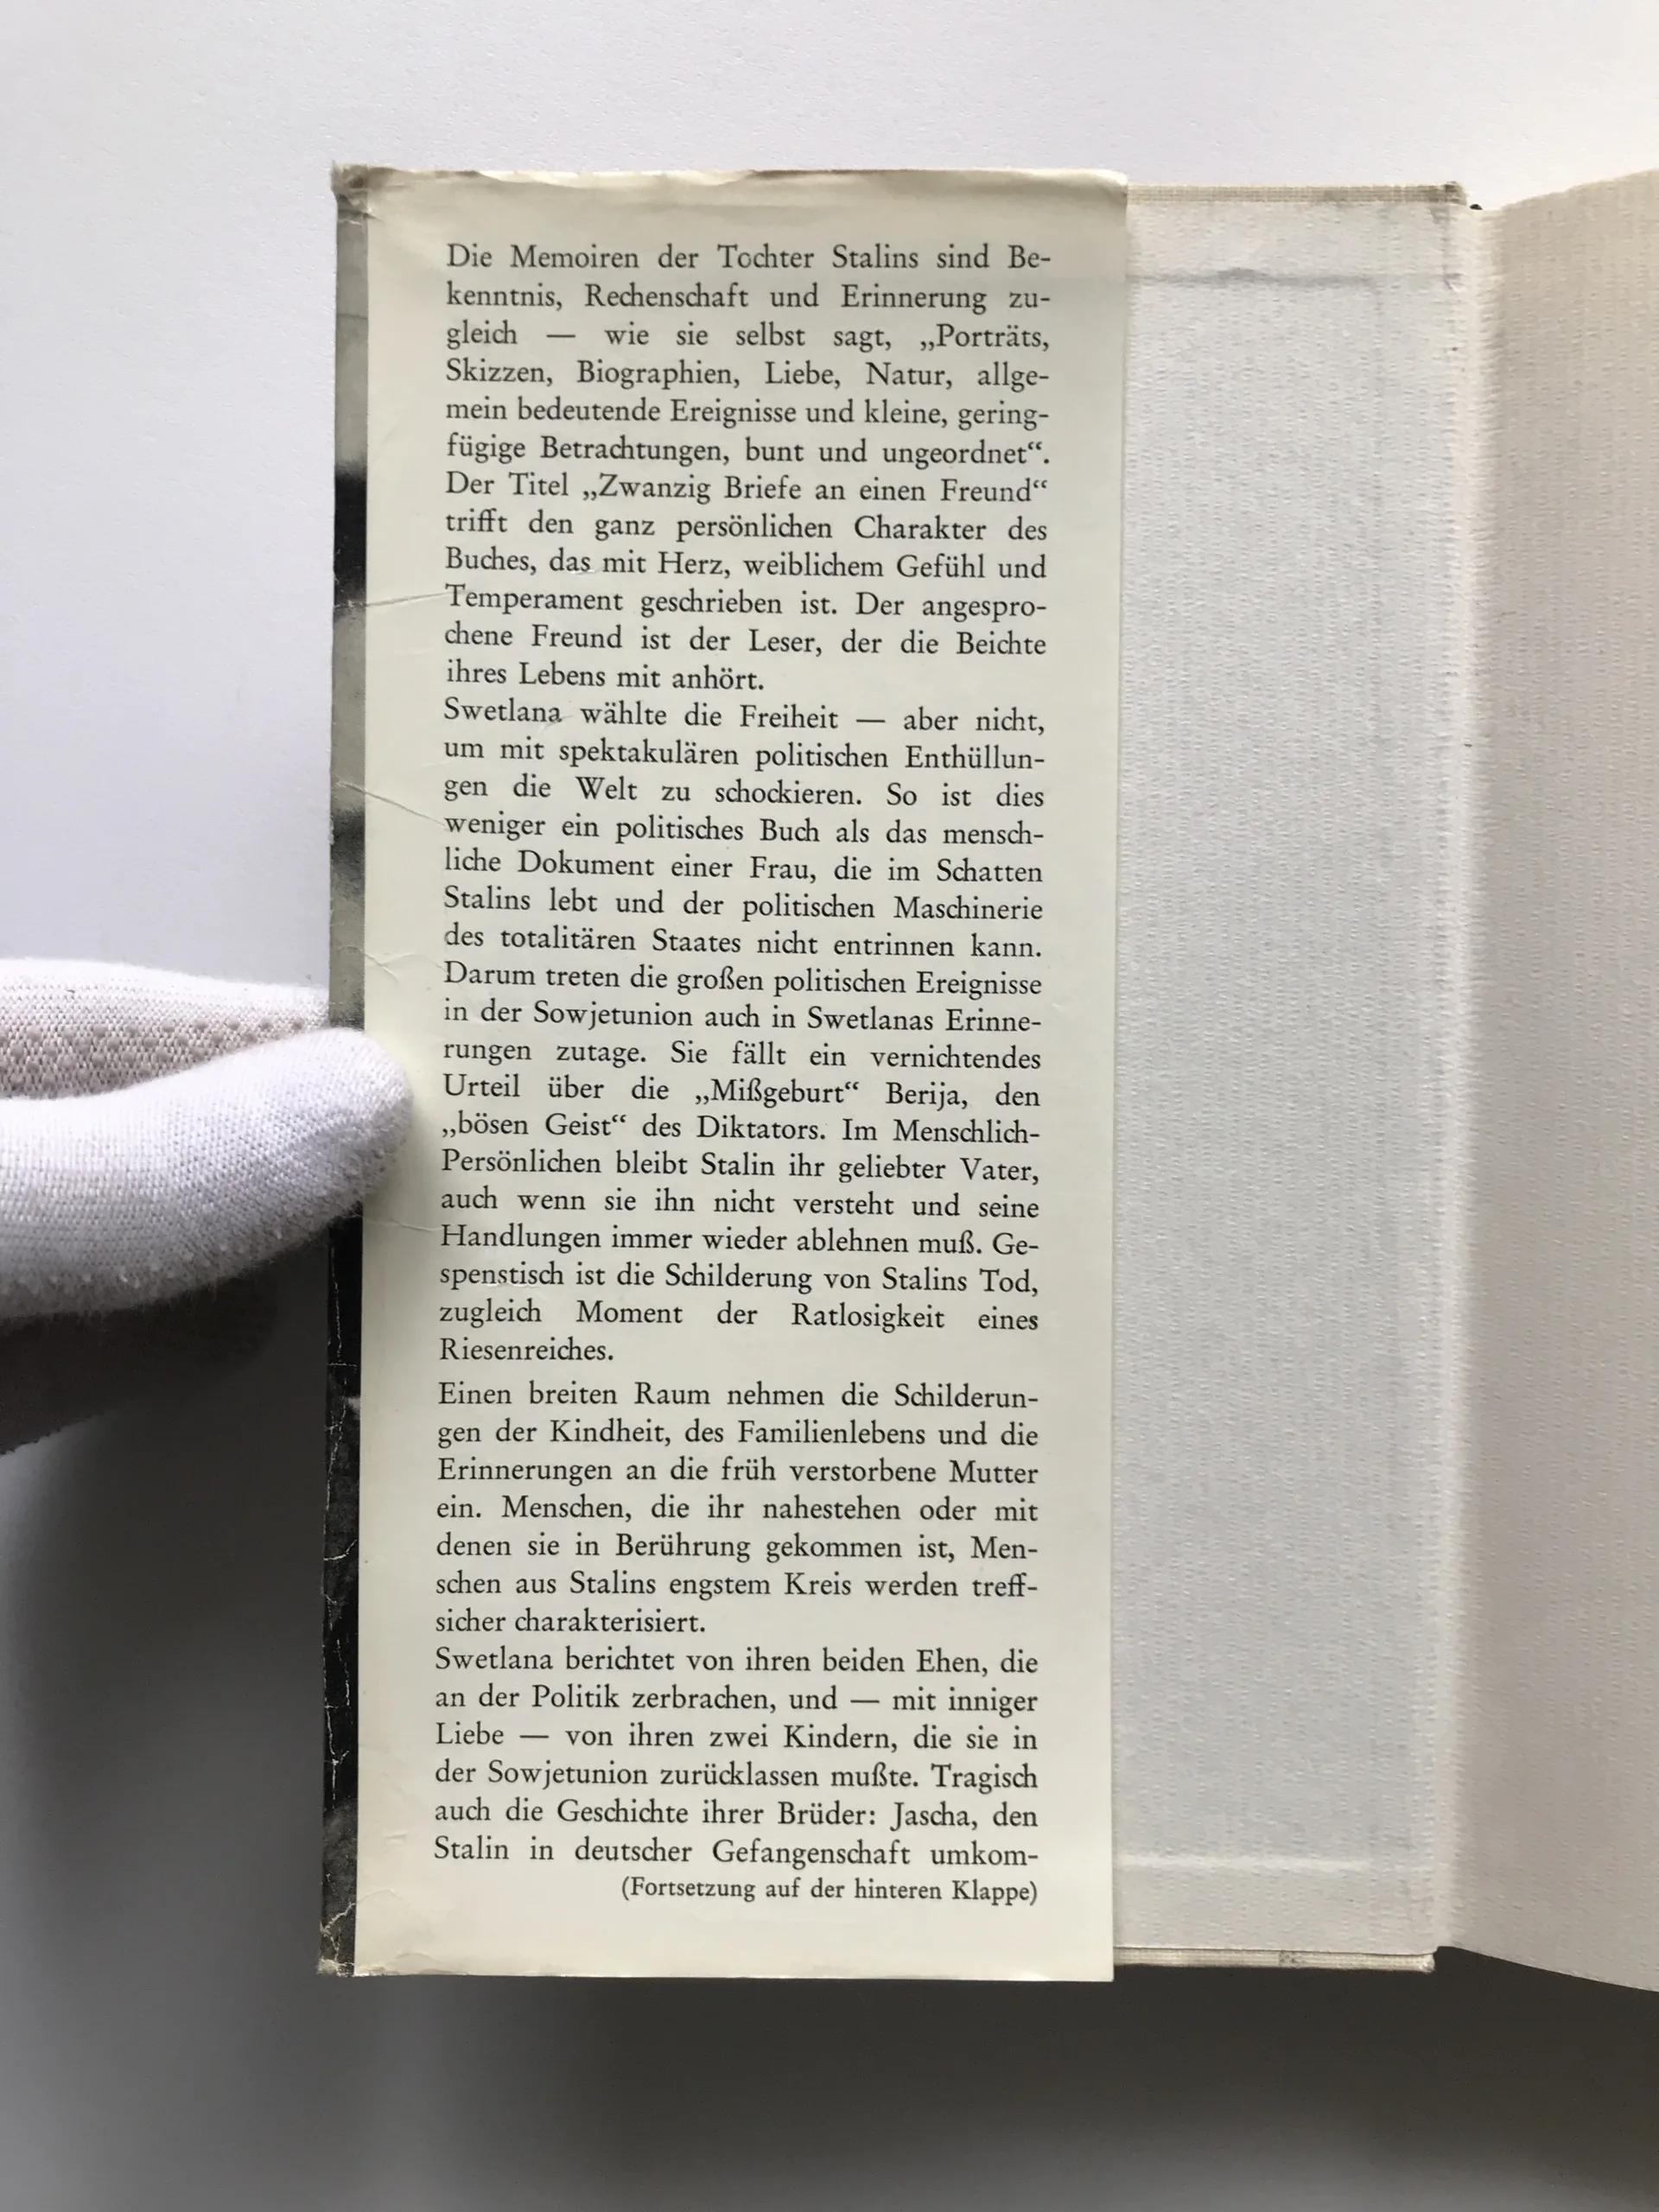 Die Memoiren der Tochter Stalins sind Be-
kenntnis, Rechenschaft und Erinnerung zu-
gleich — wie sie selbst sagt, „Porträts,
Skizzen, Biographien, Liebe, Natur, allge-
mein bedeutende Ereignisse und kleine, gering-
fügige Betrachtungen, bunt und ungeordnet“.
Der Titel „Zwanzig Briefe an einen Freund“
trifft den ganz persönlichen Charakter des
Buches, das mit Herz, weiblichem Gefühl und
Temperament geschrieben ist. Der angespro-
chene Freund ist der Leser, der die Beichte
ihres Lebens mit anhört.
Swetlana wählte die Freiheit — aber nicht,
um mit spektakulären politischen Enthüllun-
gen die Welt zu schockieren. So ist dies
weniger ein politisches Buch als das mensch-
liche Dokument einer Frau, die im Schatten
Stalins lebt und der politischen Maschinerie
des totalitären Staates nicht entrinnen kann.
Darum treten die großen politischen Ereignisse
in der Sowjetunion auch in Swetlanas Erinne-
rungen zutage. Sie fällt ein vernichtendes
Urteil über die „Mißgeburt“ Berija, den
„bösen Geist“ des Diktators. Im Menschlich-
Persönlichen bleibt Stalin ihr geliebter Vater,
auch wenn sie ihn nicht versteht und seine
Handlungen immer wieder ablehnen muß. Ge-
spenstisch ist die Schilderung von Stalins Tod,
zugleich Moment der Ratlosigkeit eines
Riesenreiches.
Einen breiten Raum nehmen die Schilderun-
gen der Kindheit, des Familienlebens und die
Erinnerungen an die früh verstorbene Mutter
ein. Menschen, die ihr nahestehen oder mit
denen sie in Berührung gekommen ist, Men-
schen aus Stalins engstem Kreis werden treff-
sicher charakterisiert.
Swetlana berichtet von ihren beiden Ehen, die
an der Politik zerbrachen, und — mit inniger
Liebe — von ihren zwei Kindern, die sie in
der Sowjetunion zurücklassen mußte. Tragisch
auch die Geschichte ihrer Brüder: Jascha, den
Stalin in deutscher Gefangenschaft umkom-
(Fortsetzung auf der hinteren Klappe)